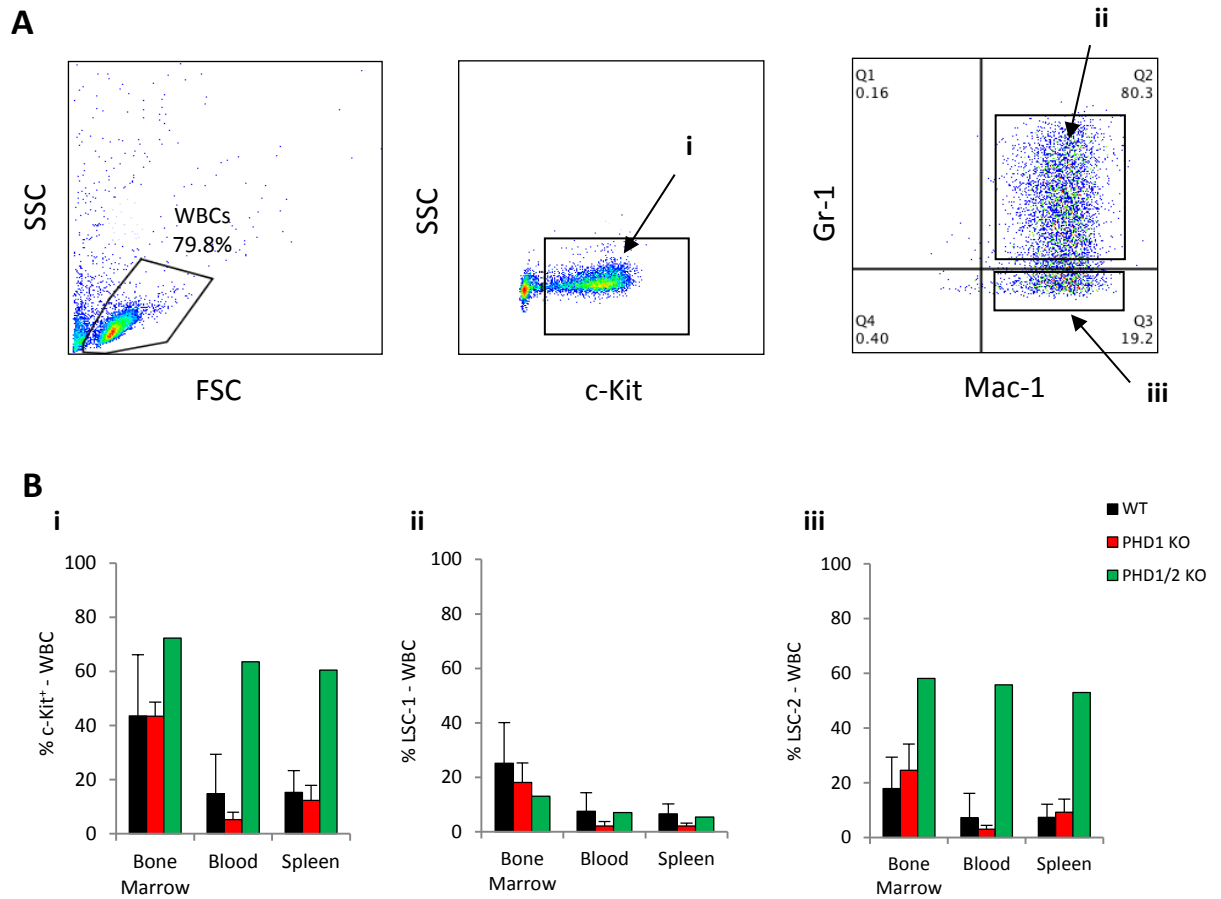 A
SSC
WBCs
79.8%
FSC
SSC
i
c-Kit
Gr-1
ii
Q1
0.16
Q2
80.3
Q4
0.40
Q3
19.2
Mac-1
iii
B
i
% c-Kit⁺ - WBC
100
80
60
40
20
0
Bone
Marrow
Blood
Spleen
ii
% LSC-1 - WBC
100
80
60
40
20
0
Bone
Marrow
Blood
Spleen
iii
% LSC-2 - WBC
100
80
60
40
20
0
Bone
Marrow
Blood
Spleen
WT
PHD1 KO
PHD1/2 KO